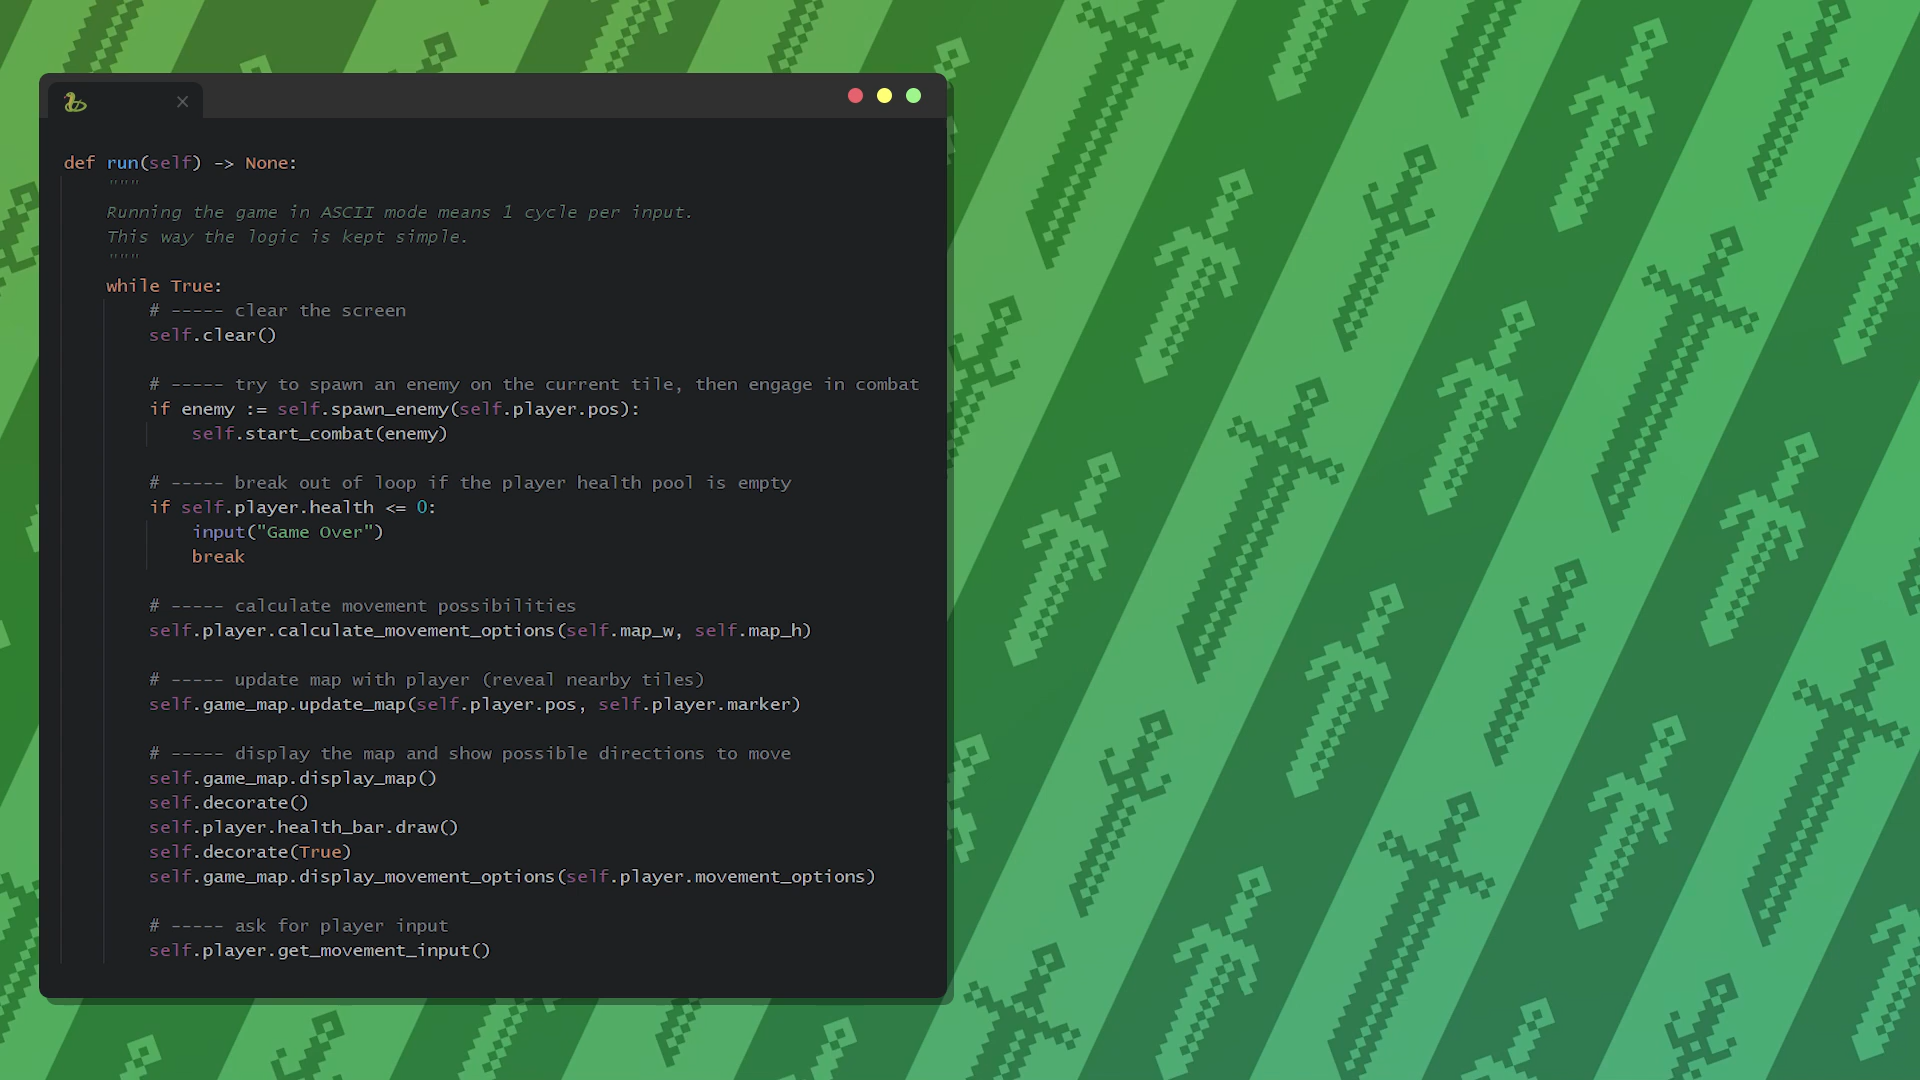 def run(self) -> None:
"""
Running the game in ASCII mode means 1 cycle per input.
This way the logic is kept simple.
"""
while True:
# ----- clear the screen
self.clear()
# ----- try to spawn an enemy on the current tile, then engage in combat
if enemy := self.spawn_enemy(self.player.pos):
self.start_combat(enemy)
# ----- break out of loop if the player health pool is empty
if self.player.health <= 0:
input("Game Over")
break
# ----- calculate movement possibilities
self.player.calculate_movement_options(self.map_w, self.map_h)
# ----- update map with player (reveal nearby tiles)
self.game_map.update_map(self.player.pos, self.player.marker)
# ----- display the map and show possible directions to move
self.game_map.display_map()
self.decorate()
self.player.health_bar.draw()
self.decorate(True)
self.game_map.display_movement_options(self.player.movement_options)
# ----- ask for player input
self.player.get_movement_input()